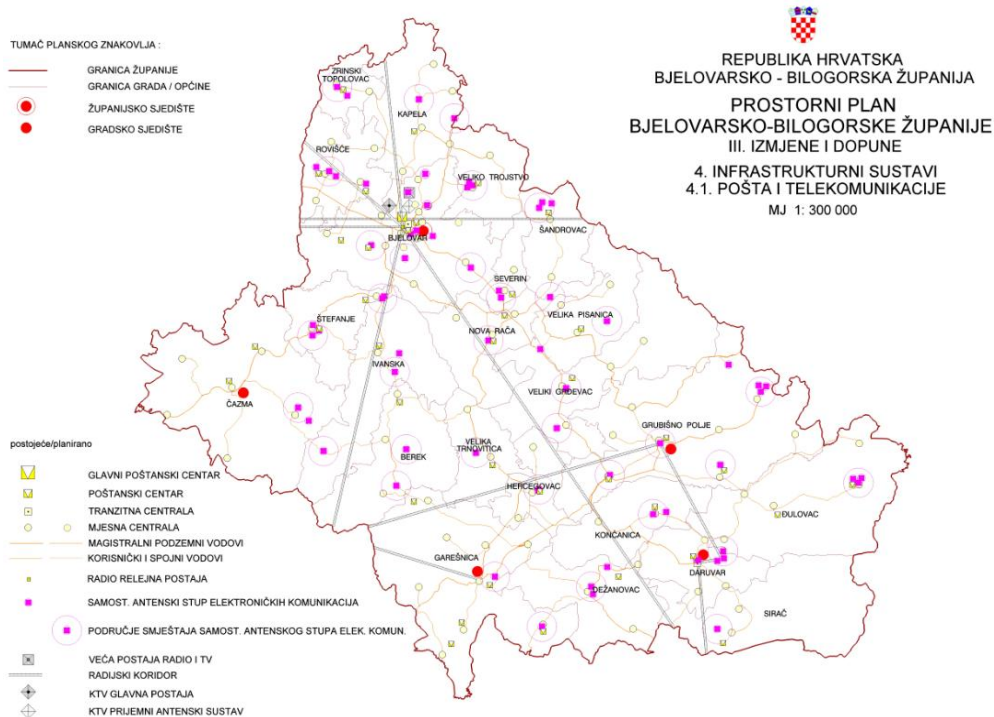 REPUBLIKA HRVATSKA
BJELOVARSKO - BILOGORSKA ŽUPANIJA
PROSTORNI PLAN
BJELOVARSKO-BILOGORSKE ŽUPANIJE
III. IZMJENE I DOPUNE
4. INFRASTRUKTURNI SUSTAVI
4.1. POŠTA I TELEKOMUNIKACIJE
MJ 1: 300 000
TUMAČ PLANSKOG ZNAKOVLJA :
GRANICA ŽUPANIJE
GRANICA GRADA / OPĆINE
ŽUPANIJSKO SJEDIŠTE
GRADSKO SJEDIŠTE
ZRINSKI
TOPOLOVAC
KAPELA
ROVIŠĆE
VELIKO TROJSTVO
BJELOVAR
ŠANDROVAC
SEVERIN
VELIKA PISANICA
ŠTEFANJE
NOVA RAČA
IVANSKA
VELIKI GRĐEVAC
ČAZMA
GRUBIŠNO POLJE
VELIKA
TRNOVITICA
BEREK
HERCEGOVAC
ĐULOVAC
KONČANICA
GAREŠNICA
DARUVAR
DEŽANOVAC
SIRAČ
postojeće/planirano
GLAVNI POŠTANSKI CENTAR
POŠTANSKI CENTAR
TRANZITNA CENTRALA
MJESNA CENTRALA
MAGISTRALNI PODZEMNI VODOVI
KORISNIČKI I SPOJNI VODOVI
RADIO RELEJNA POSTAJA
SAMOST. ANTENSKI STUP ELEKTRONIČKIH KOMUNIKACIJA
PODRUČJE SMJEŠTAJA SAMOST. ANTENSKOG STUPA ELEK. KOMUN.
VEĆA POSTAJA RADIO I TV
RADIJSKI KORIDOR
KTV GLAVNA POSTAJA
KTV PRIJEMNI ANTENSKI SUSTAV